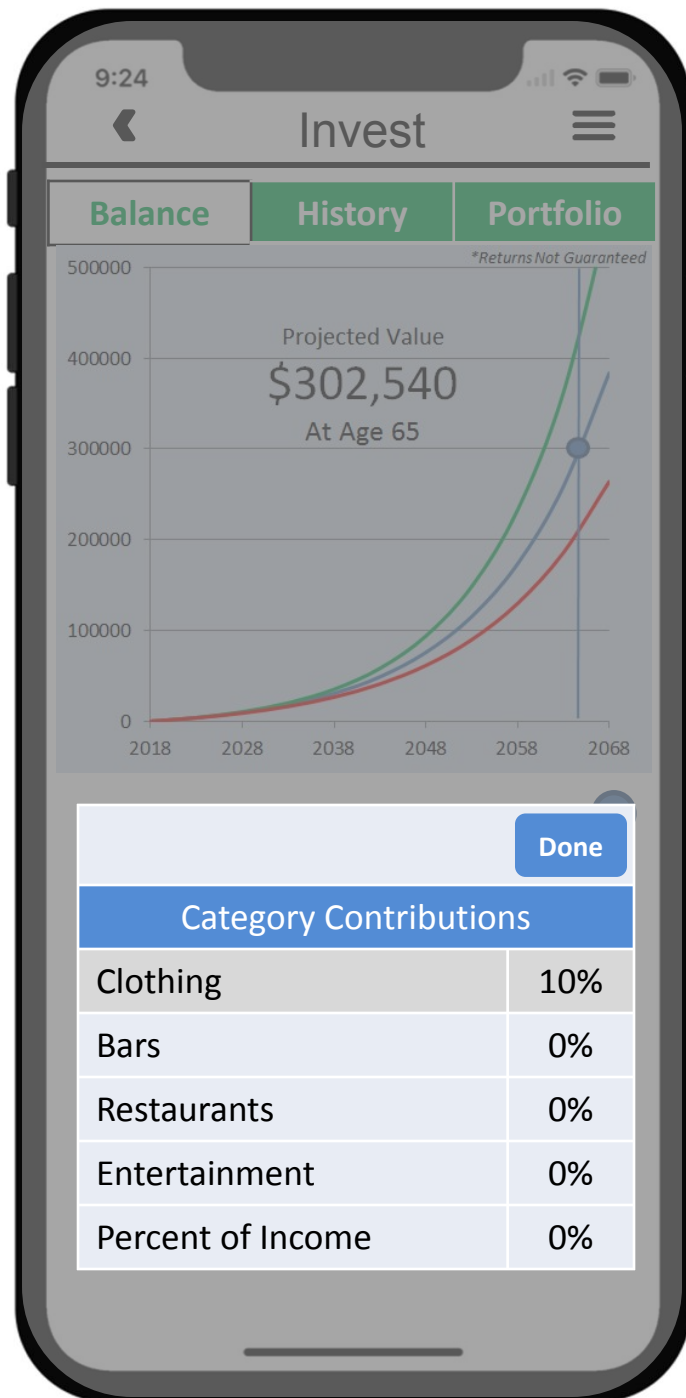 9:24
Invest
Balance History Portfolio
*Returns Not Guaranteed
500000
Projected Value
400000
$302,540
At Age 65
300000
200000
100000
0
2018 2028 2038 2048 2058 2068
Done
Category Contributions
Clothing 10%
Bars 0%
Restaurants 0%
Entertainment 0%
Percent of Income 0%